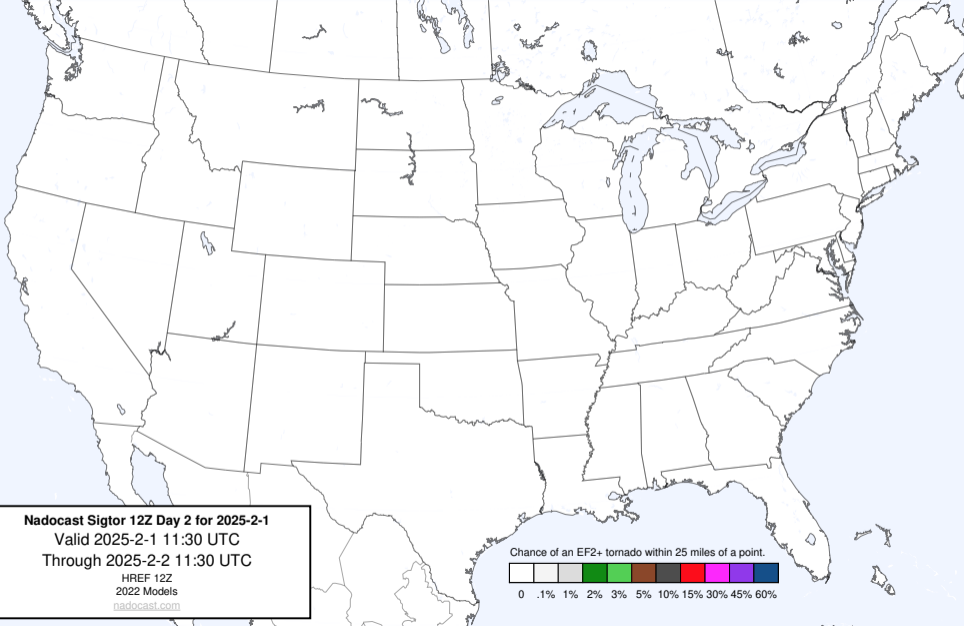 Nadocast Sigtor 12Z Day 2 for 2025-2-1
Valid 2025-2-1 11:30 UTC
Through 2025-2-2 11:30 UTC
HREF 12Z
2022 Models
nadocast.com
Chance of an EF2+ tornado within 25 miles of a point.
0 .1% 1% 2% 3% 5% 10% 15% 30% 45% 60%